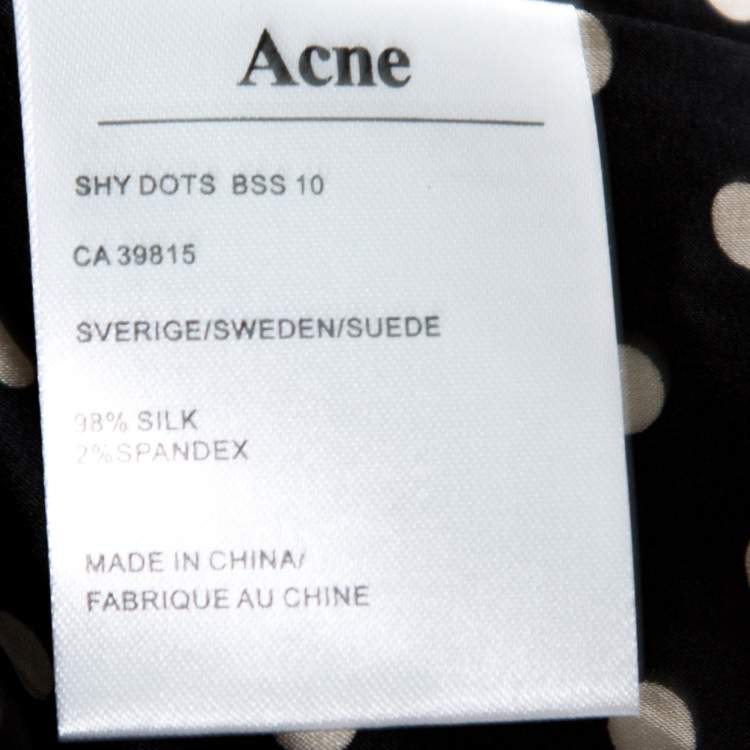 Acne
SHY DOTS BSS 10
CA 39815
SVERIGE/SWEDEN/SUEDE
98% SILK
2%SPANDEX
MADE IN CHINA/
FABRIQUE AU CHINE